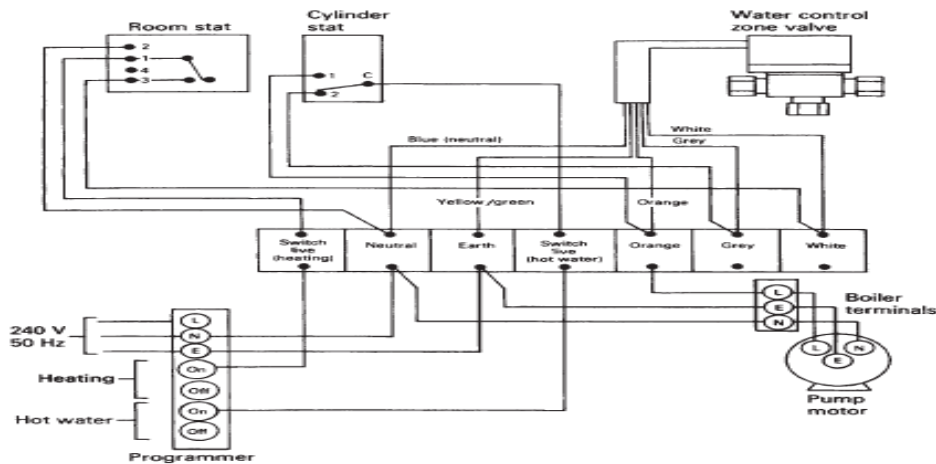 Room stat
Cylinder
stat
Water control
zone valve
2
1
4
3
1
C
2
White
Blue (neutral)
Grey
Yellow/green
Orange
Switch
live
(heating)
Neutral
Earth
Switch
live
(hot water)
Orange
Grey
White
240 V
50 Hz
L
N
E
Heating
On
Off
Hot water
On
Off
Programmer
L
E
N
Boiler
terminals
L
N
E
Pump
motor